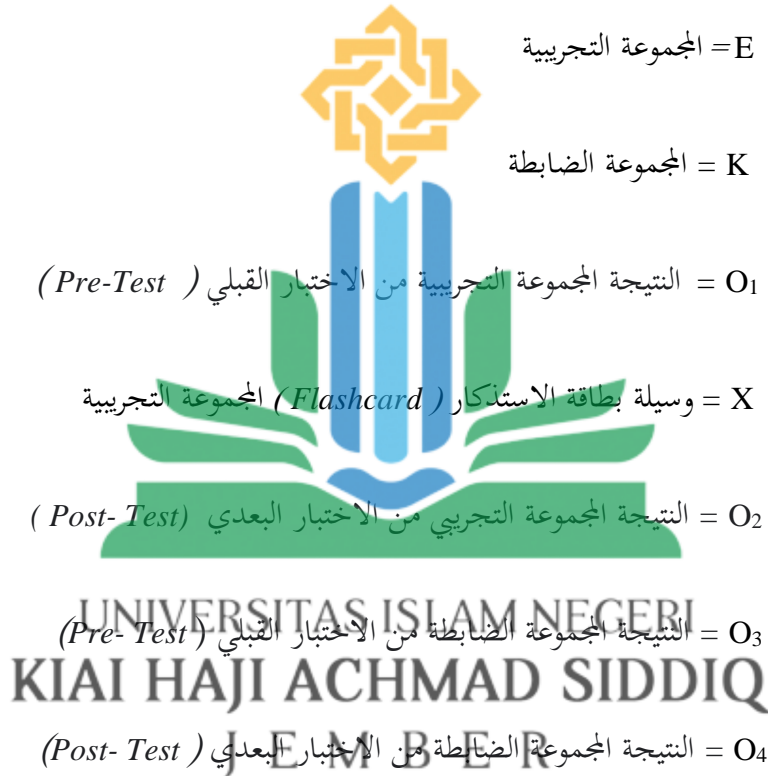 E= المجموعة التجريبية
K = المجموعة الضابطة
O1 = النتيجة المجموعة التجريبية من الاختبار القبلي ( Pre-Test )
X = وسيلة بطاقة الاستذكار ( Flashcard ) المجموعة التجريبية
O2 = النتيجة المجموعة التجريبي من الاختبار البعدي (Post- Test )
O3 = النتيجة المجموعة الضابطة من الاختبار القبلي ( Pre- Test)
O4 = النتيجة المجموعة الضابطة من الاختبار البعدي ( Post- Test)
UNIVERSITAS ISLAM NEGERI
KIAI HAJI ACHMAD SIDDIQ
JEMBER